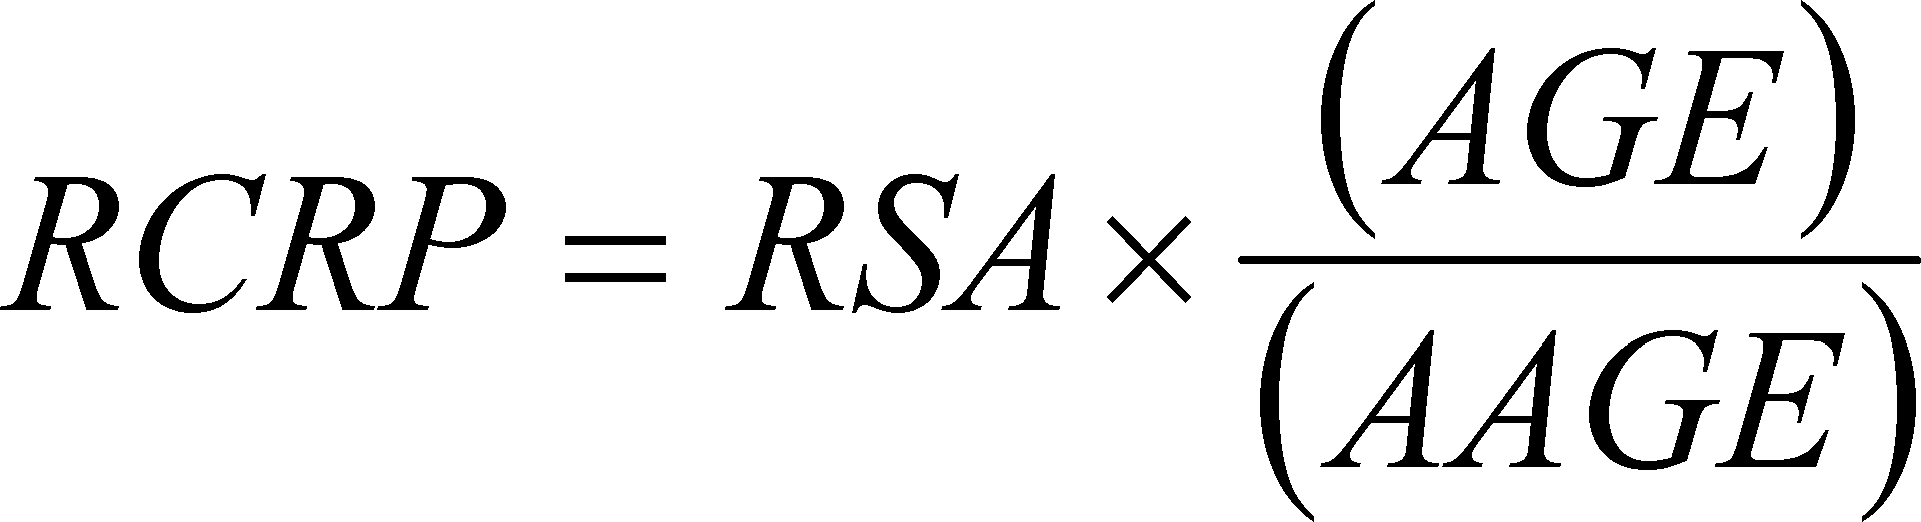 RCRP = RSA × (AGE) / (AAGE)